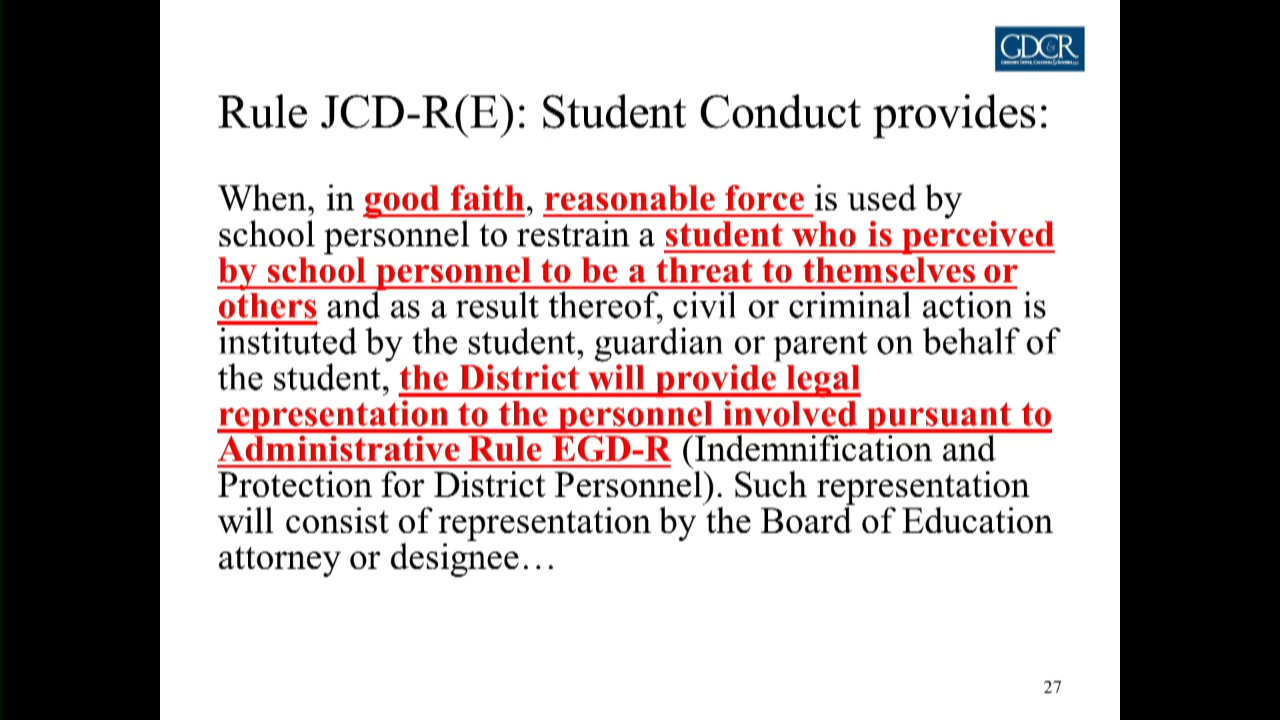 GDC&R
Rule JCD-R(E): Student Conduct provides:
When, in good faith, reasonable force is used by
school personnel to restrain a student who is perceived
by school personnel to be a threat to themselves or
others and as a result thereof, civil or criminal action is
instituted by the student, guardian or parent on behalf of
the student, the District will provide legal
representation to the personnel involved pursuant to
Administrative Rule EGD-R (Indemnification and
Protection for District Personnel). Such representation
will consist of representation by the Board of Education
attorney or designee…
27